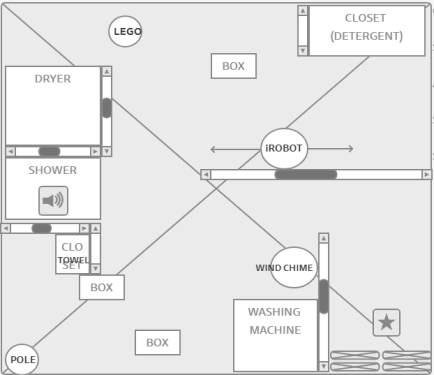 LEGO
CLOSET
(DETERGENT)
BOX
DRYER
iROBOT
SHOWER
CLO
SET
TOWEL
BOX
WIND CHIME
WASHING
MACHINE
BOX
POLE